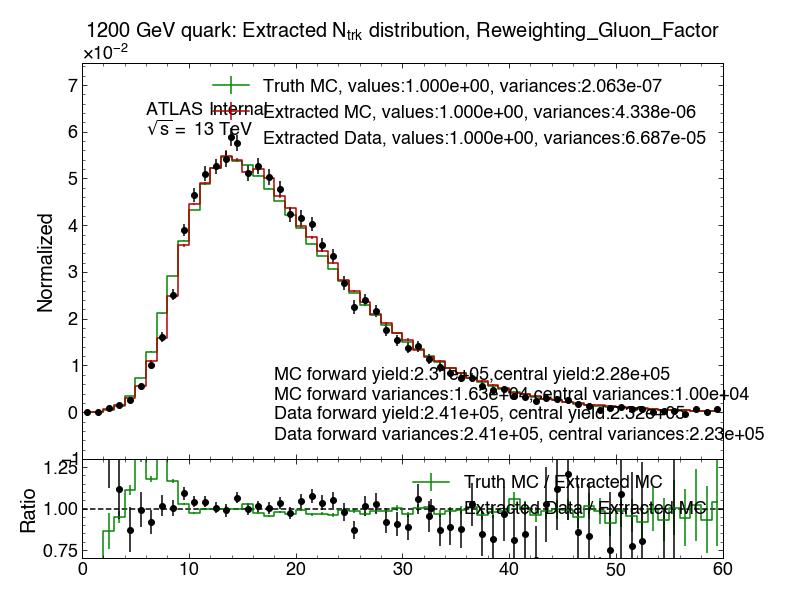 1200 GeV quark: Extracted Ntrk distribution, Reweighting_Gluon_Factor
×10−2
Truth MC, values:1.000e+00, variances:2.063e-07
ATLAS Internal
Extracted MC, values:1.000e+00, variances:4.338e-06
√s = 13 TeV
Extracted Data, values:1.000e+00, variances:6.687e-05
7
6
5
4
3
2
1
0
Normalized
MC forward yield:2.31e+05,central yield:2.28e+05
MC forward variances:1.63e+04,central variances:1.00e+04
Data forward yield:2.41e+05, central yield:2.32e+05
Data forward variances:2.41e+05, central variances:2.23e+05
1
1.25
1.00
0.75
Ratio
Truth MC / Extracted MC
Extracted Data / Extracted MC
0 10 20 30 40 50 60